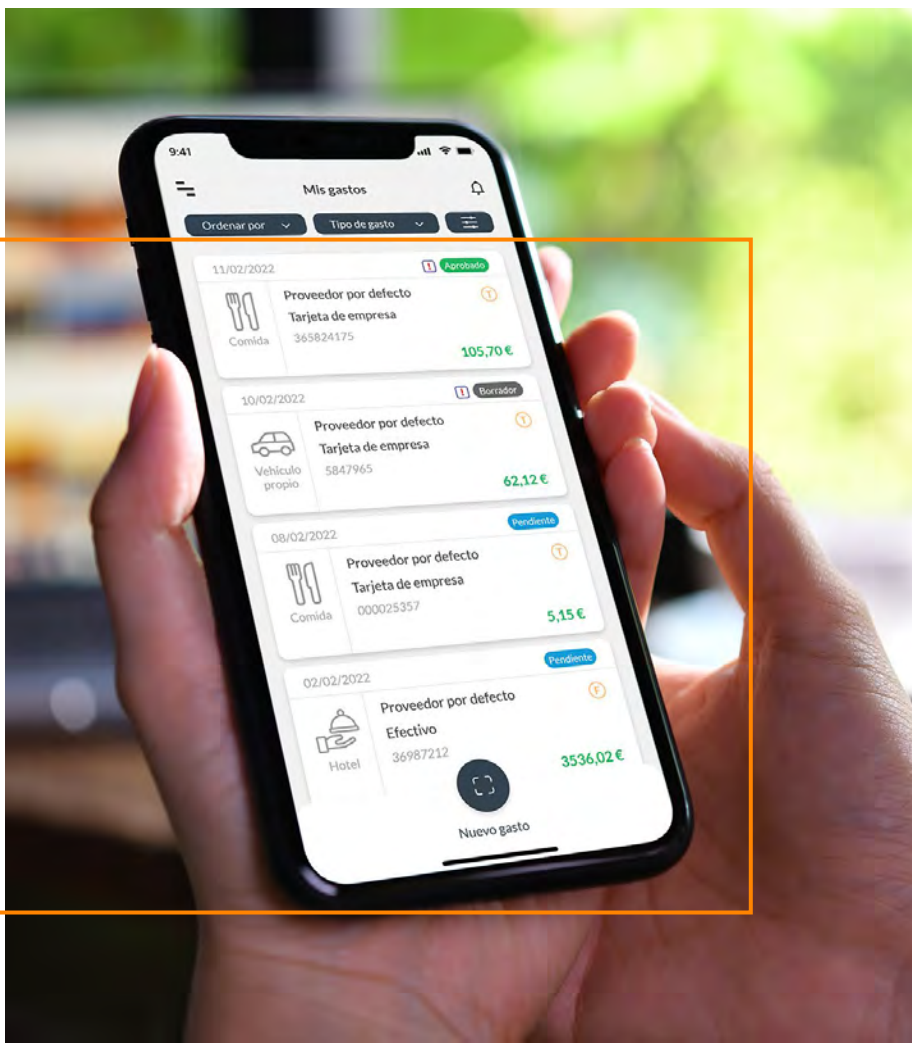 9:41
Mis gastos
Ordenar por
Tipo de gasto
11/02/2022
Aprobado
Proveedor por defecto
T
Tarjeta de empresa
Comida
365824175
105,70 €
10/02/2022
Borrador
Proveedor por defecto
T
Tarjeta de empresa
Vehículo propio
5847965
62,12 €
08/02/2022
Pendiente
Proveedor por defecto
T
Tarjeta de empresa
Comida
000025357
5,15 €
02/02/2022
Pendiente
Proveedor por defecto
F
Efectivo
Hotel
36987212
3536,02 €
Nuevo gasto